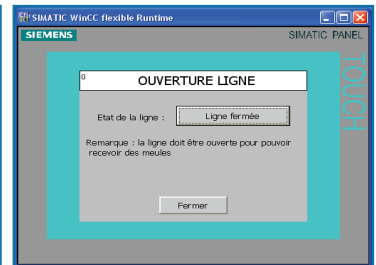 SIMATIC WinCC flexible Runtime
SIEMENS
SIMATIC PANEL
TOUCH
0
OUVERTURE LIGNE
Etat de la ligne :
Ligne fermée
Remarque : la ligne doit être ouverte pour pouvoir
recevoir des meules
Fermer